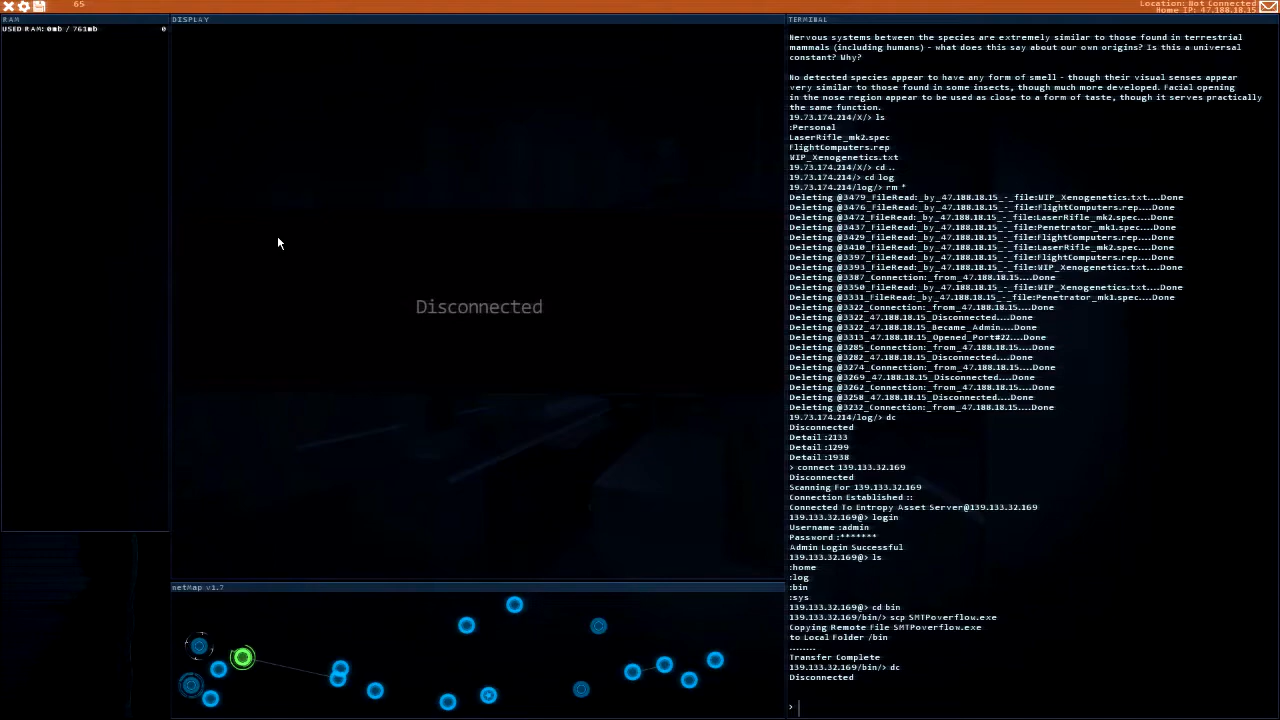 65
Location: Not Connected
Home IP: 47.188.18.15
RAM
USED RAM: 0mb / 761mb
0
DISPLAY
Disconnected
netMap v1.7
TERMINAL
Nervous systems between the species are extremely similar to those found in terrestrial
mammals (including humans) - what does this say about our own origins? Is this a universal
constant? Why?
No detected species appear to have any form of smell - though their visual senses appear
very similar to those found in some insects, though much more developed. Facial opening
in the nose region appear to be used as close to a form of taste, though it serves practically
the same function.
19.73.174.214/X/> ls
:Personal
LaserRifle_mk2.spec
FlightComputers.rep
WIP_Xenogenetics.txt
19.73.174.214/X/> cd ..
19.73.174.214/> cd log
19.73.174.214/log/> rm *
Deleting @3479_FileRead:_by_47.188.18.15_-_file:WIP_Xenogenetics.txt....Done
Deleting @3476_FileRead:_by_47.188.18.15_-_file:FlightComputers.rep....Done
Deleting @3472_FileRead:_by_47.188.18.15_-_file:LaserRifle_mk2.spec....Done
Deleting @3437_FileRead:_by_47.188.18.15_-_file:Penetrator_mk1.spec....Done
Deleting @3429_FileRead:_by_47.188.18.15_-_file:FlightComputers.rep....Done
Deleting @3410_FileRead:_by_47.188.18.15_-_file:LaserRifle_mk2.spec....Done
Deleting @3397_FileRead:_by_47.188.18.15_-_file:FlightComputers.rep....Done
Deleting @3393_FileRead:_by_47.188.18.15_-_file:WIP_Xenogenetics.txt....Done
Deleting @3387_Connection:_from_47.188.18.15....Done
Deleting @3350_FileRead:_by_47.188.18.15_-_file:WIP_Xenogenetics.txt....Done
Deleting @3331_FileRead:_by_47.188.18.15_-_file:Penetrator_mk1.spec....Done
Deleting @3322_Connection:_from_47.188.18.15....Done
Deleting @3322_47.188.18.15_Disconnected....Done
Deleting @3322_47.188.18.15_Became_Admin....Done
Deleting @3313_47.188.18.15_Opened_Port#22....Done
Deleting @3285_Connection:_from_47.188.18.15....Done
Deleting @3282_47.188.18.15_Disconnected....Done
Deleting @3274_Connection:_from_47.188.18.15....Done
Deleting @3269_47.188.18.15_Disconnected....Done
Deleting @3262_Connection:_from_47.188.18.15....Done
Deleting @3258_47.188.18.15_Disconnected....Done
Deleting @3232_Connection:_from_47.188.18.15....Done
19.73.174.214/log/> dc
Disconnected
Detail :2133
Detail :1299
Detail :1938
> connect 139.133.32.169
Disconnected
Scanning For 139.133.32.169
Connection Established ::
Connected To Entropy Asset Server@139.133.32.169
139.133.32.169@> login
Username :admin
Password :*******
Admin Login Successful
139.133.32.169@> ls
:home
:log
:bin
:sys
139.133.32.169@> cd bin
139.133.32.169/bin/> scp SMTPoverflow.exe
Copying Remote File SMTPoverflow.exe
to Local Folder /bin
........
Transfer Complete
139.133.32.169/bin/> dc
Disconnected
>